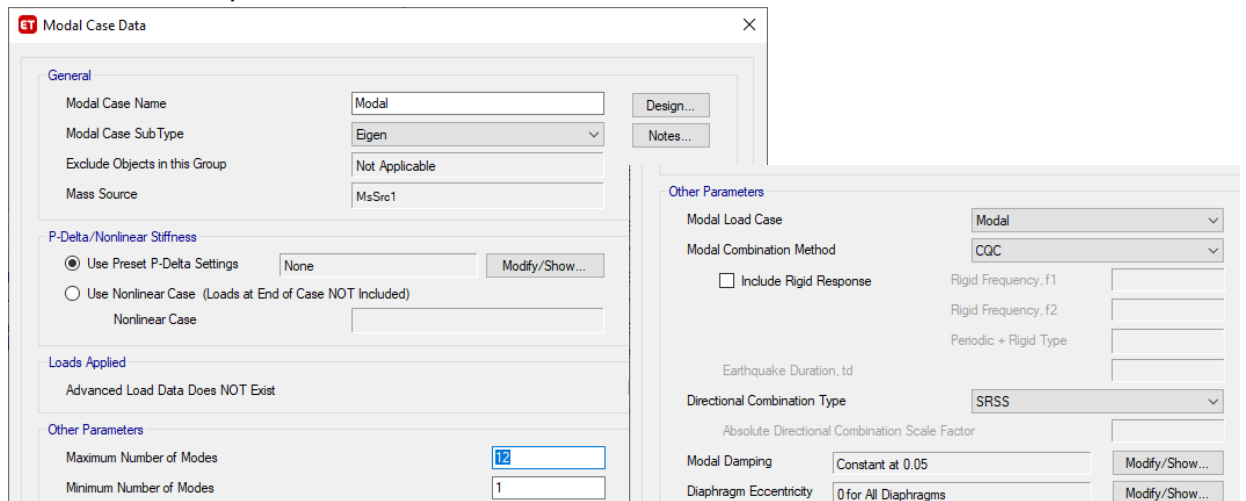 ET Modal Case Data
General
Modal Case Name Modal Design...
Modal Case SubType Eigen Notes...
Exclude Objects in this Group Not Applicable
Mass Source MsSrc1
P-Delta/Nonlinear Stiffness
Use Preset P-Delta Settings None Modify/Show...
Use Nonlinear Case (Loads at End of Case NOT Included)
Nonlinear Case
Loads Applied
Advanced Load Data Does NOT Exist
Other Parameters
Maximum Number of Modes 12
Minimum Number of Modes 1
Other Parameters
Modal Load Case Modal
Modal Combination Method CQC
Include Rigid Response Rigid Frequency, f1
Rigid Frequency, f2
Periodic + Rigid Type
Earthquake Duration, td
Directional Combination Type SRSS
Absolute Directional Combination Scale Factor
Modal Damping Constant at 0.05 Modify/Show...
Diaphragm Eccentricity 0 for All Diaphragms Modify/Show...